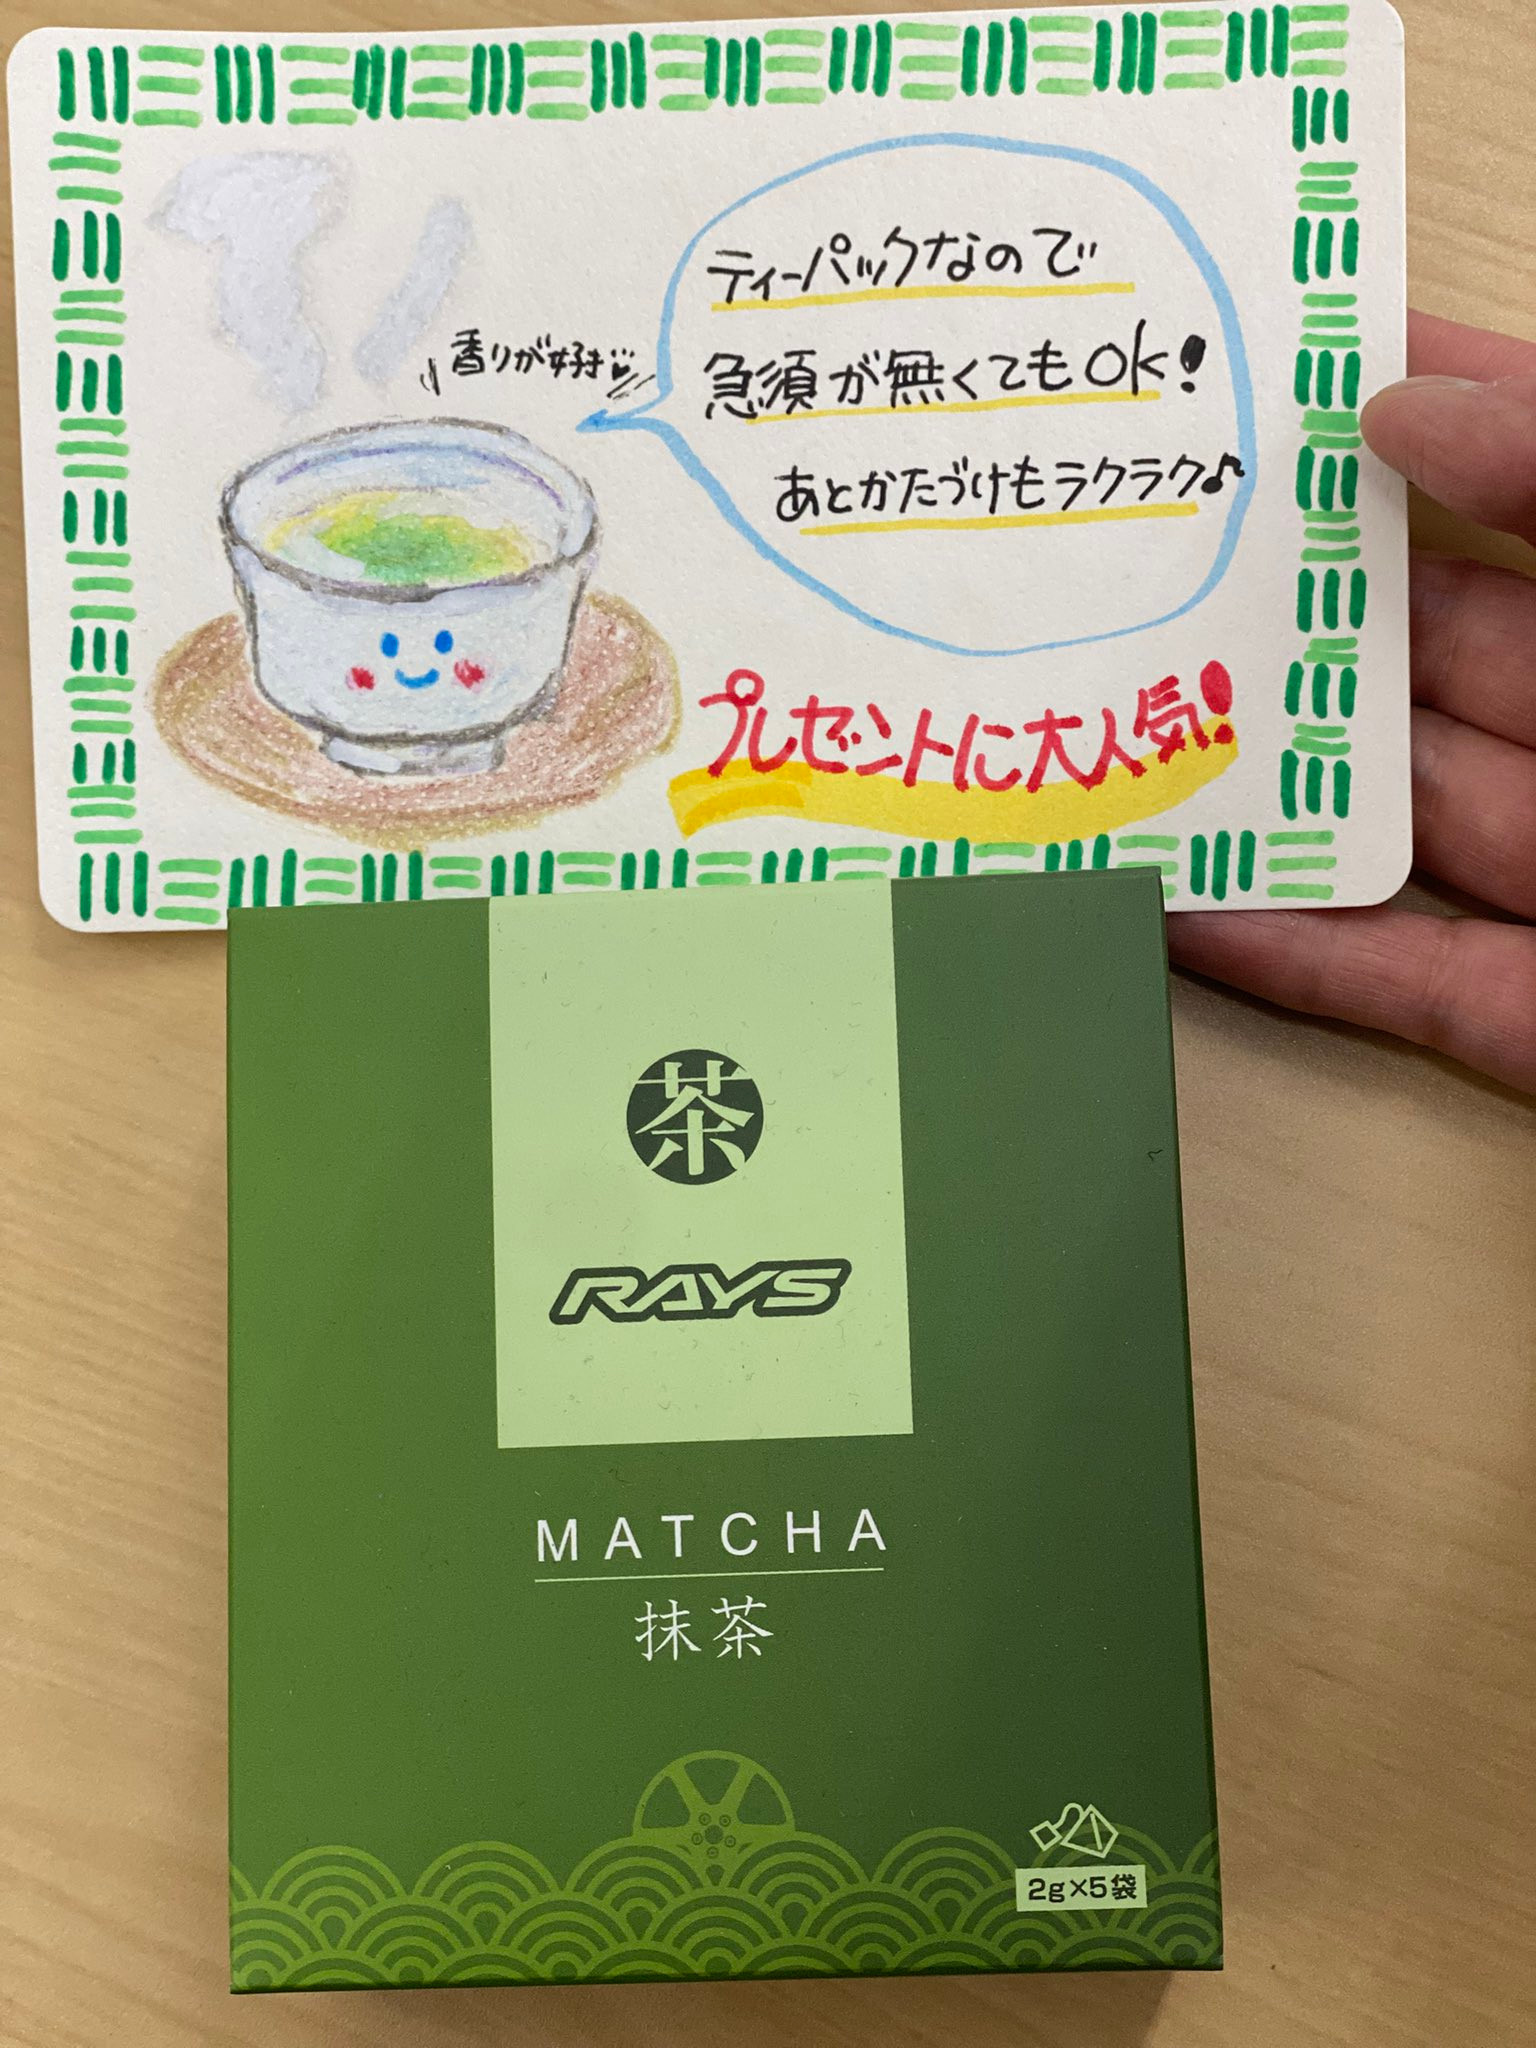 ティーパックなので
急須が無くてもOK!
あとかたづけもラクラク♪
香りが好き
プレゼントに大人気!
茶
RAYS
MATCHA
抹茶
2g×5袋